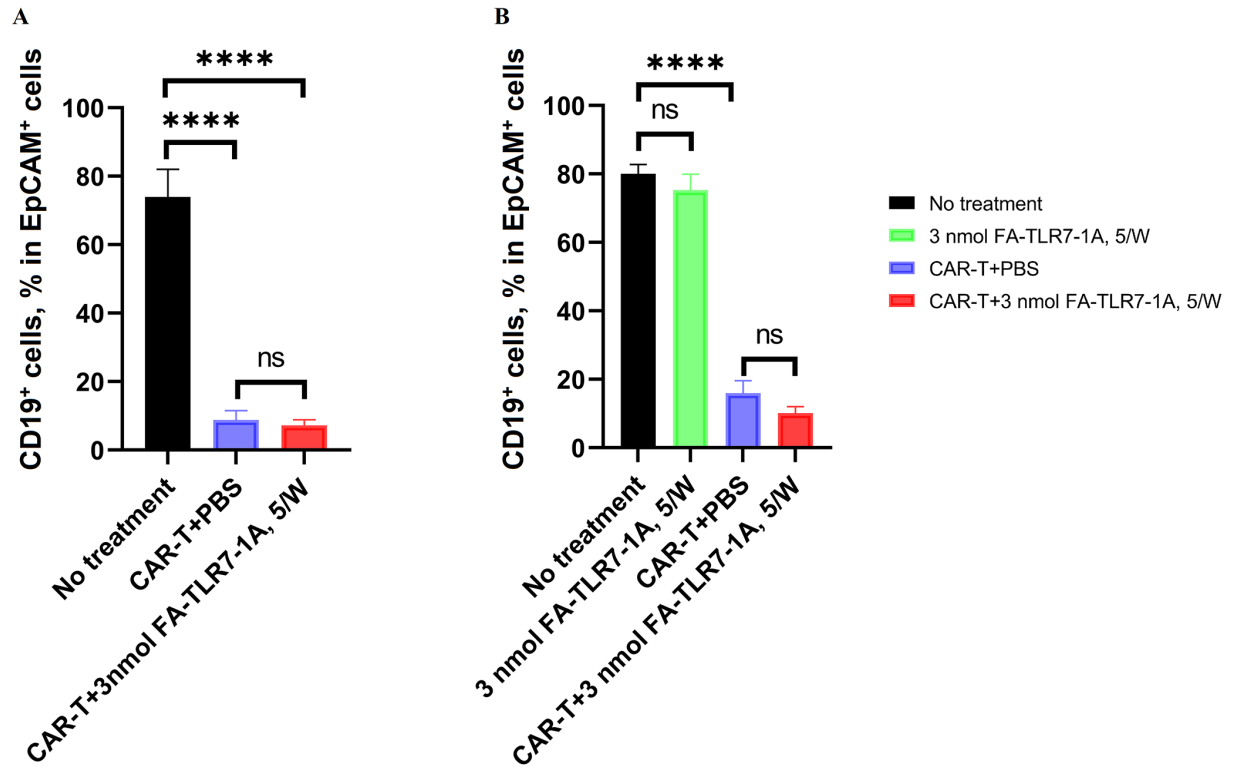 A
CD19⁺ cells, % in EpCAM⁺ cells
100
80
60
40
20
0
****
****
ns
No treatment
CAR-T+PBS
CAR-T+3nmol FA-TLR7-1A, 5/W
B
CD19⁺ cells, % in EpCAM⁺ cells
100
80
60
40
20
0
****
ns
ns
No treatment
3 nmol FA-TLR7-1A, 5/W
CAR-T+PBS
CAR-T+3 nmol FA-TLR7-1A, 5/W
No treatment
3 nmol FA-TLR7-1A, 5/W
CAR-T+PBS
CAR-T+3 nmol FA-TLR7-1A, 5/W